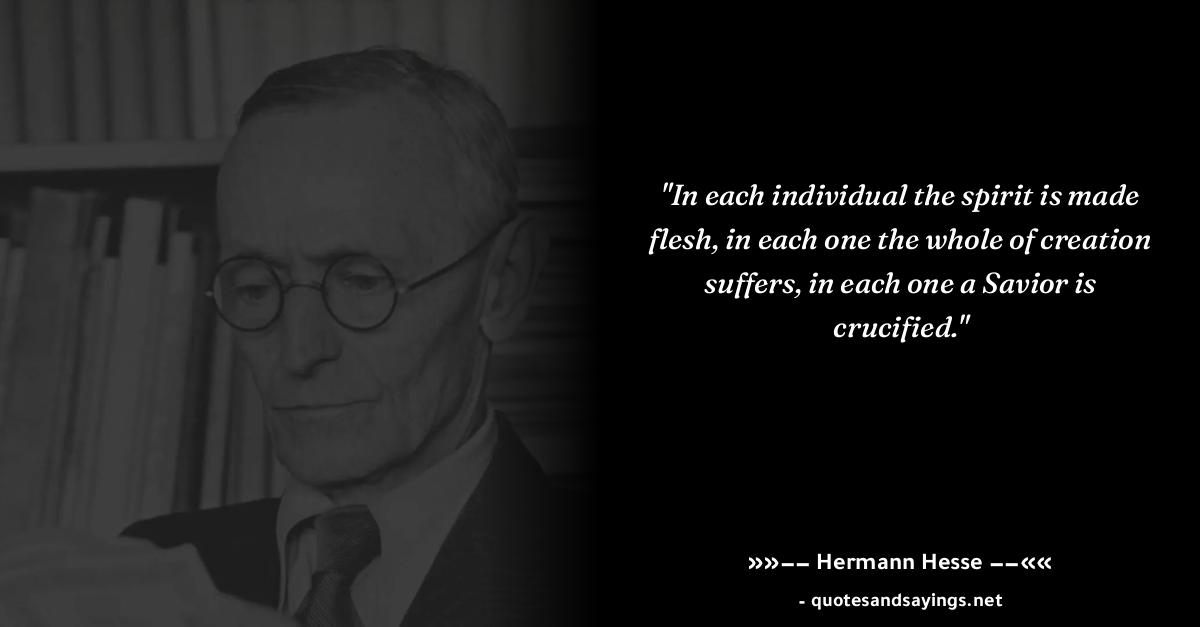 "In each individual the spirit is made
flesh, in each one the whole of creation
suffers, in each one a Savior is
crucified."
»»−− Hermann Hesse −−««
- quotesandsayings.net